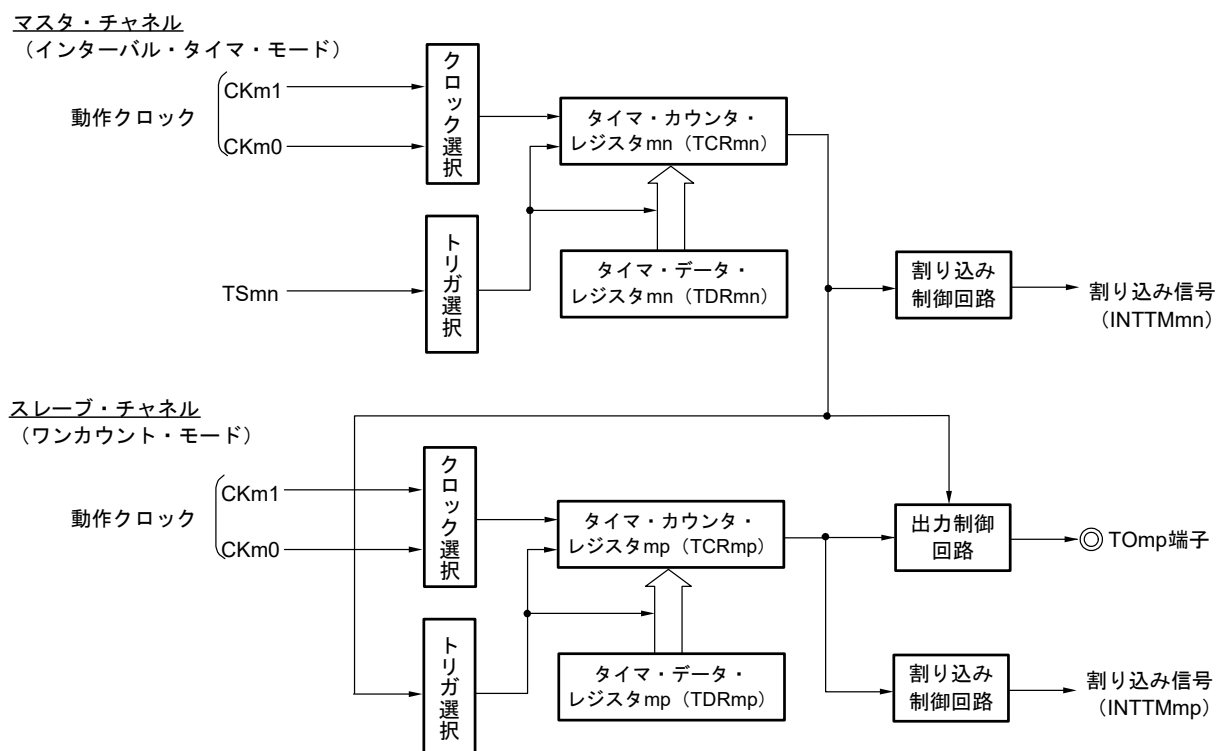 マスタ・チャネル
（インターバル・タイマ・モード）
動作クロック
CKm1
CKm0
クロック選択
タイマ・カウンタ・
レジスタmn（TCRmn）
TSmn
トリガ選択
タイマ・データ・
レジスタmn（TDRmn）
割り込み
制御回路
割り込み信号
（INTTMmn）
スレーブ・チャネル
（ワンカウント・モード）
動作クロック
CKm1
CKm0
クロック選択
タイマ・カウンタ・
レジスタmp（TCRmp）
出力制御
回路
TOmp端子
トリガ選択
タイマ・データ・
レジスタmp（TDRmp）
割り込み
制御回路
割り込み信号
（INTTMmp）